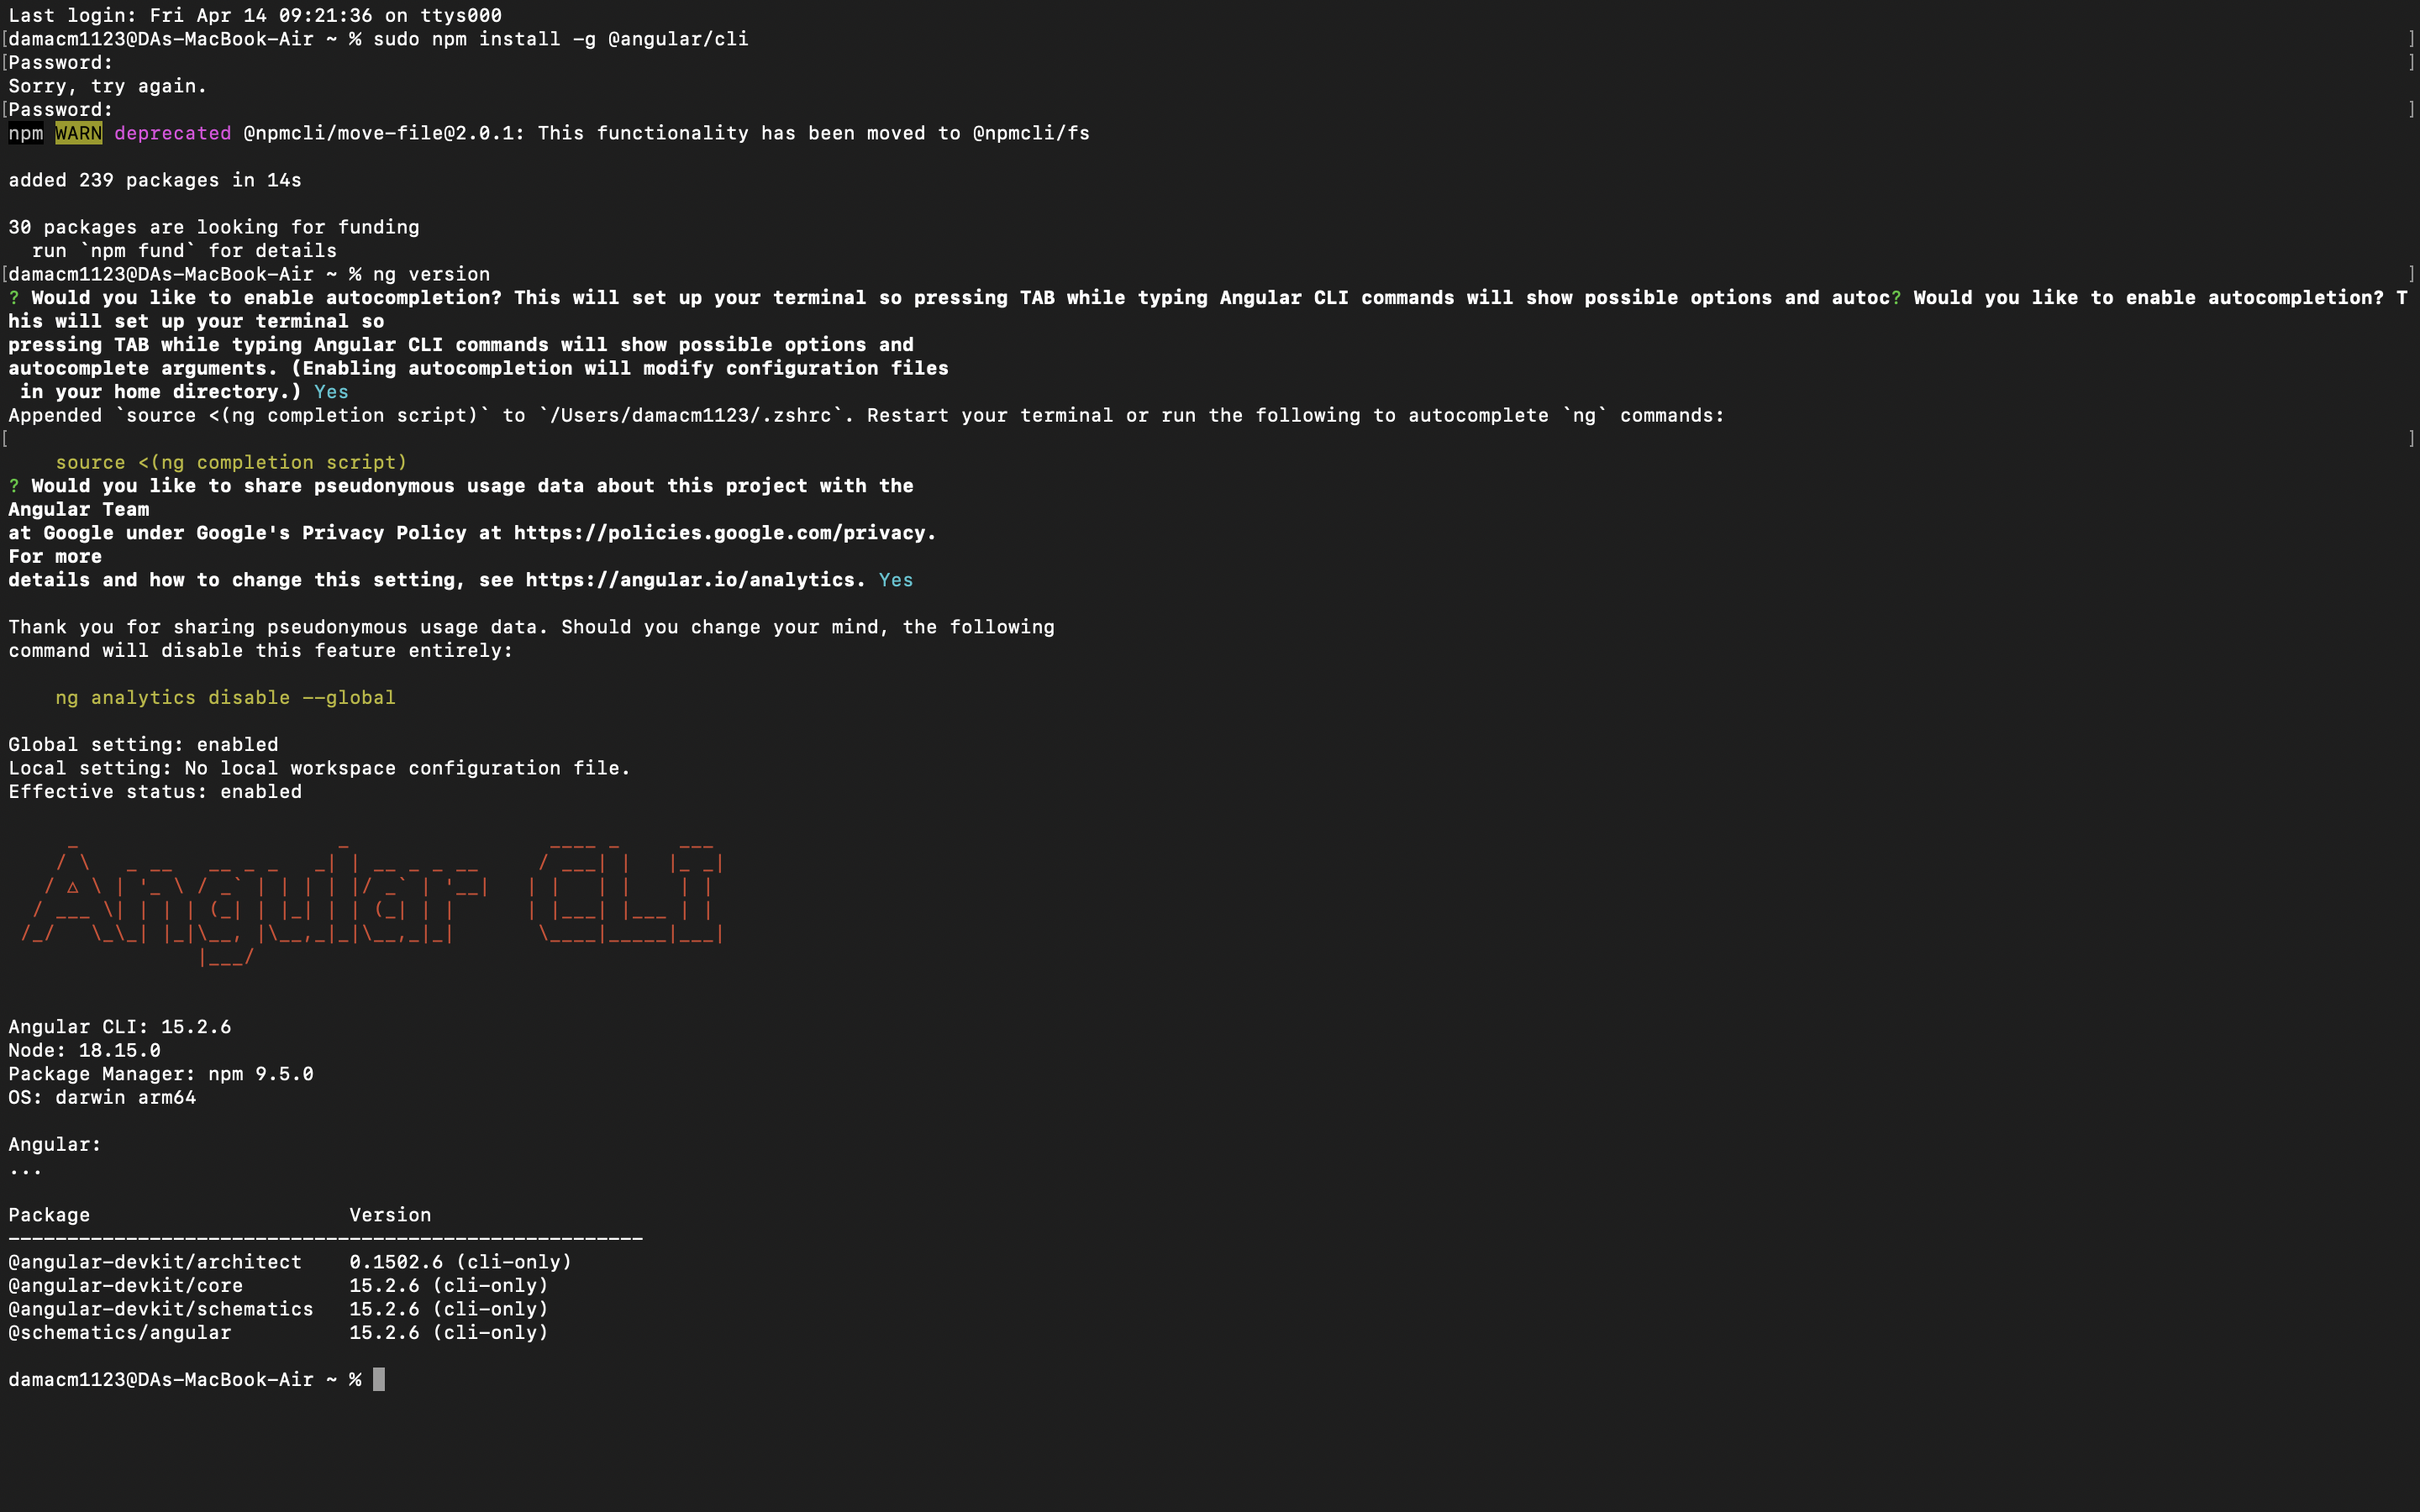 Last login: Fri Apr 14 09:21:36 on ttys000
[damacm1123@DAs-MacBook-Air ~ % sudo npm install -g @angular/cli ]
[Password: ]
Sorry, try again.
[Password: ]
npm WARN deprecated @npmcli/move-file@2.0.1: This functionality has been moved to @npmcli/fs

added 239 packages in 14s

30 packages are looking for funding
  run `npm fund` for details
[damacm1123@DAs-MacBook-Air ~ % ng version ]
? Would you like to enable autocompletion? This will set up your terminal so pressing TAB while typing Angular CLI commands will show possible options and autoc? Would you like to enable autocompletion? T
his will set up your terminal so
pressing TAB while typing Angular CLI commands will show possible options and
autocomplete arguments. (Enabling autocompletion will modify configuration files
 in your home directory.) Yes
Appended `source <(ng completion script)` to `/Users/damacm1123/.zshrc`. Restart your terminal or run the following to autocomplete `ng` commands:
[ ]
    source <(ng completion script)
? Would you like to share pseudonymous usage data about this project with the
Angular Team
at Google under Google's Privacy Policy at https://policies.google.com/privacy.
For more
details and how to change this setting, see https://angular.io/analytics. Yes

Thank you for sharing pseudonymous usage data. Should you change your mind, the following
command will disable this feature entirely:

    ng analytics disable --global

Global setting: enabled
Local setting: No local workspace configuration file.
Effective status: enabled

Angular CLI

Angular CLI: 15.2.6
Node: 18.15.0
Package Manager: npm 9.5.0
OS: darwin arm64

Angular:
...

Package                      Version
------------------------------------------------------
@angular-devkit/architect    0.1502.6 (cli-only)
@angular-devkit/core         15.2.6 (cli-only)
@angular-devkit/schematics   15.2.6 (cli-only)
@schematics/angular          15.2.6 (cli-only)

damacm1123@DAs-MacBook-Air ~ %